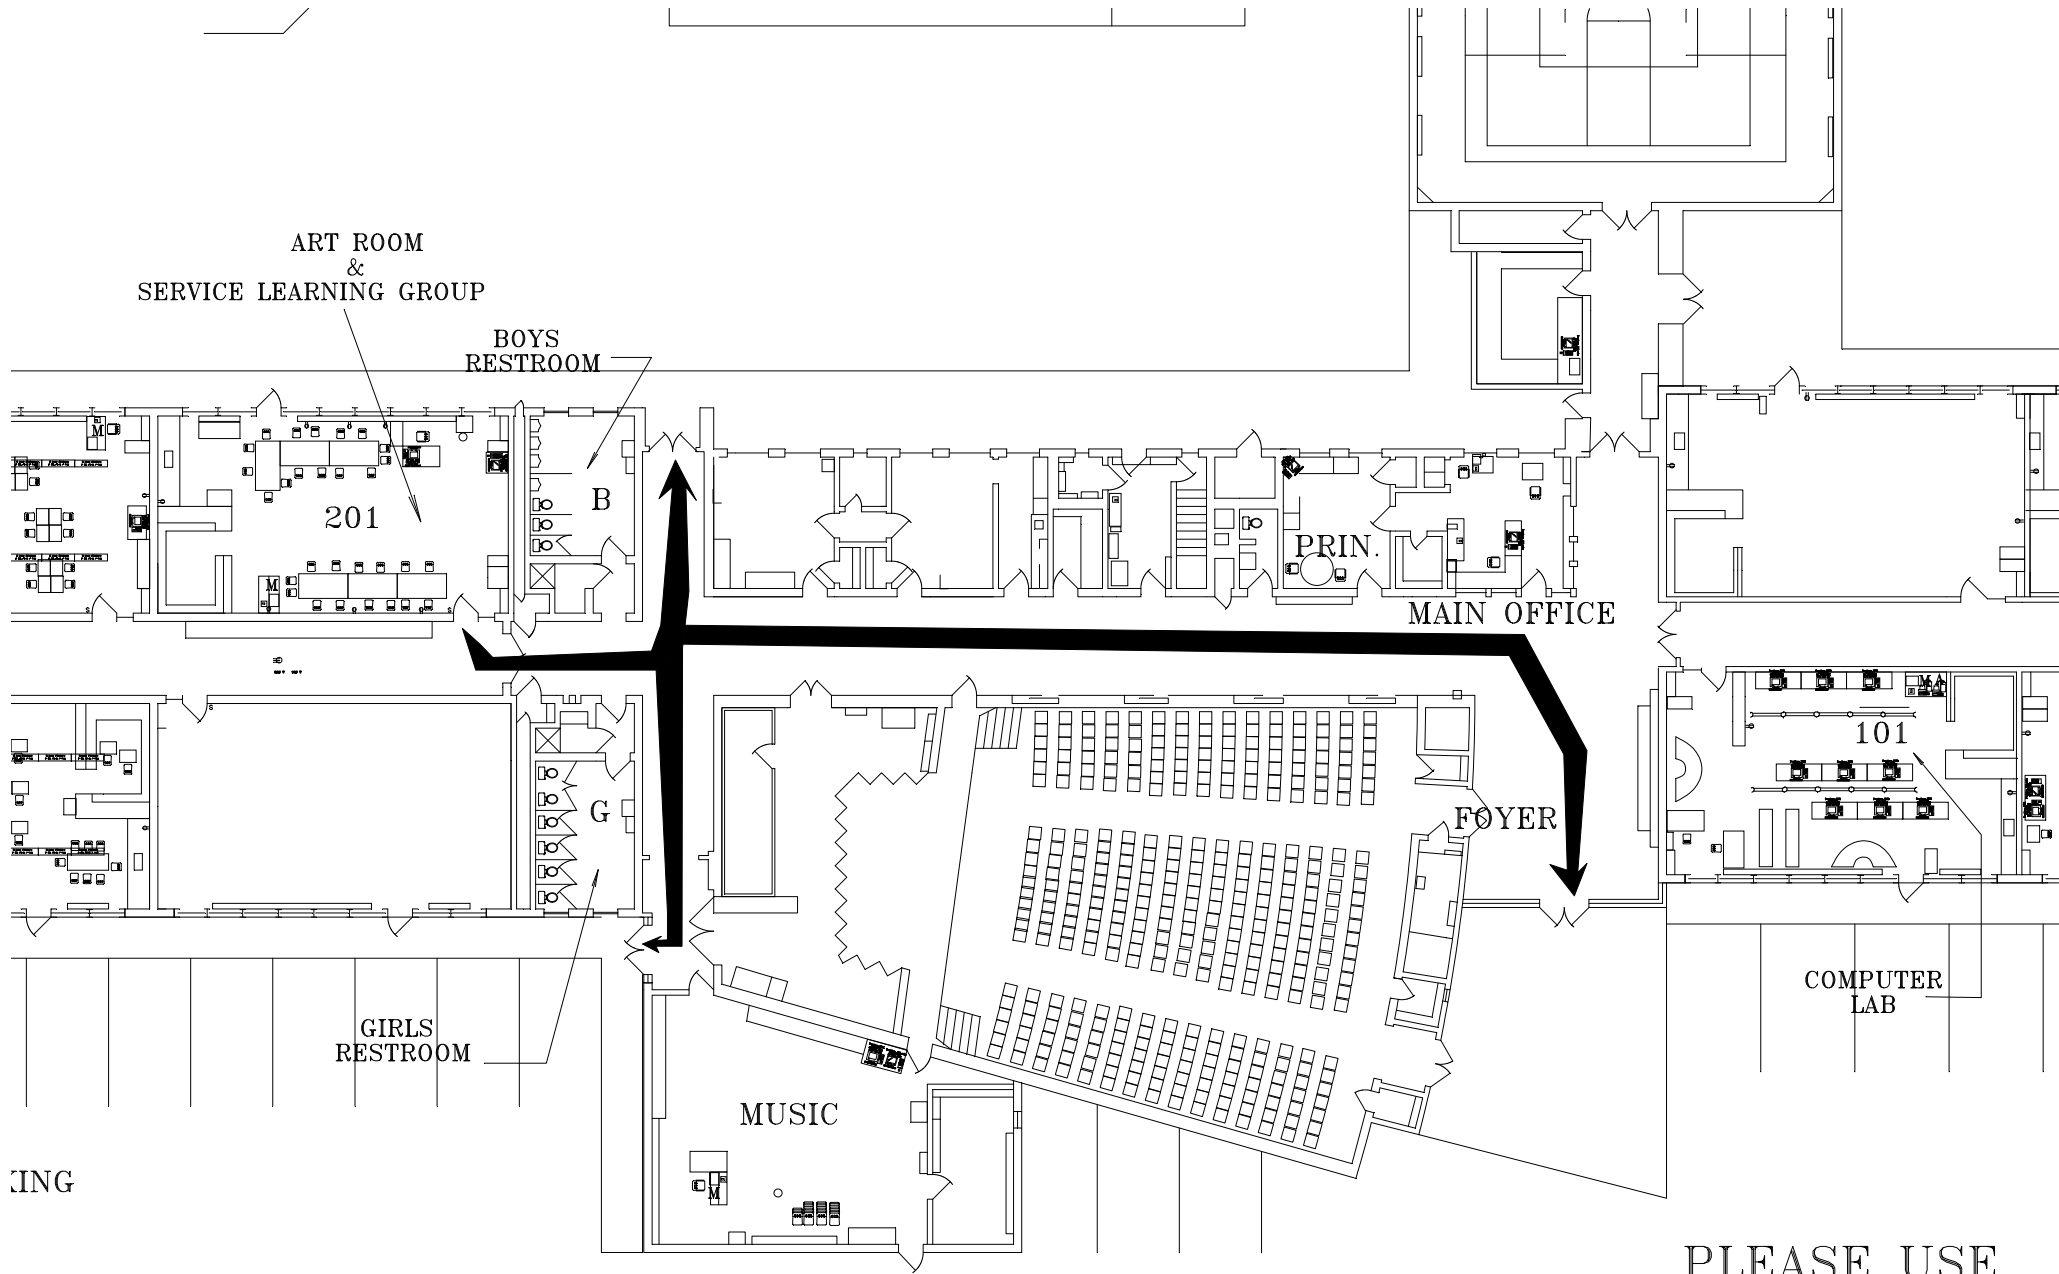 ART ROOM
&
SERVICE LEARNING GROUP
BOYS
RESTROOM
M
201
B
M
PRIN.
MAIN OFFICE
MA
101
G
FOYER
COMPUTER
LAB
GIRLS
RESTROOM
MUSIC
M
KING
PLEASE USE